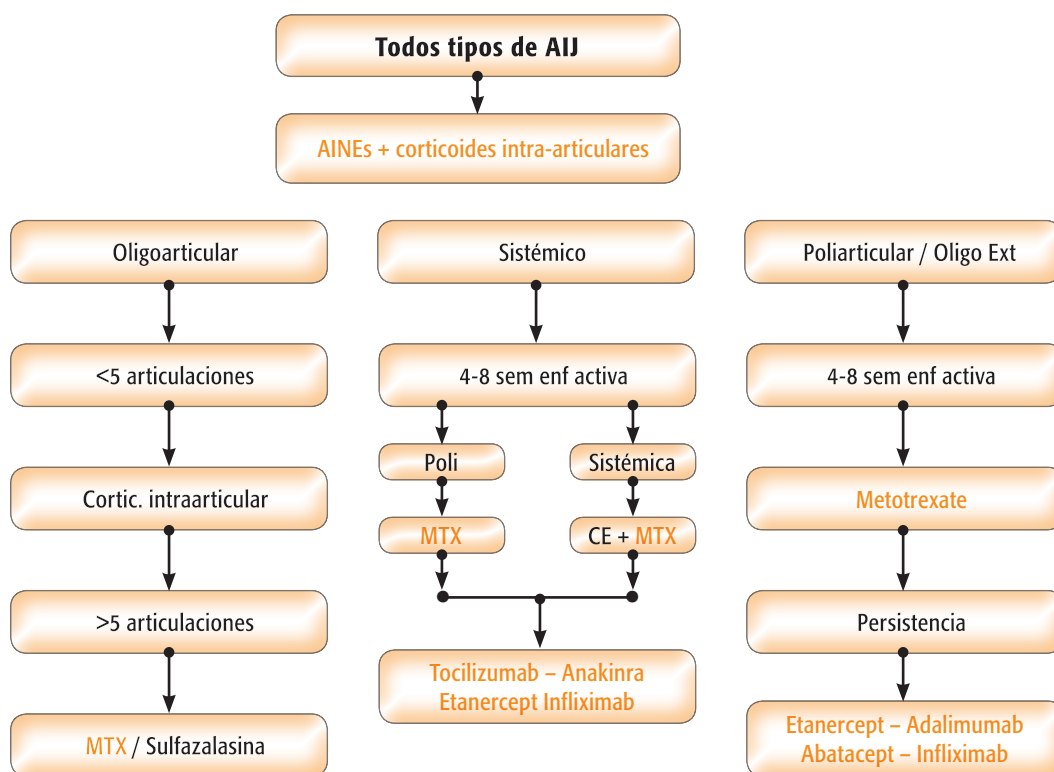 Todos tipos de AIJ
AINEs + corticoides intra-articulares
Oligoarticular
<5 articulaciones
Cortic. intraarticular
>5 articulaciones
MTX / Sulfazalasina
Sistémico
4-8 sem enf activa
Poli
MTX
Sistémica
CE + MTX
Tocilizumab – Anakinra
Etanercept Infliximab
Poliarticular / Oligo Ext
4-8 sem enf activa
Metotrexate
Persistencia
Etanercept – Adalimumab
Abatacept – Infliximab